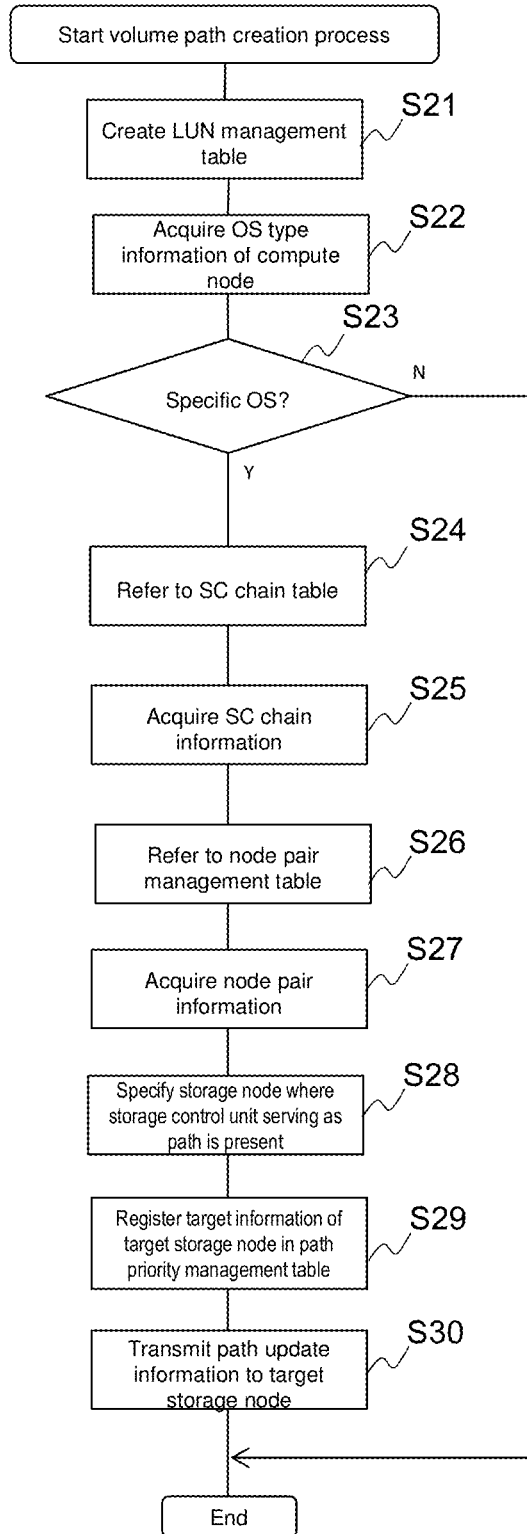 Start volume path creation process
S21
Create LUN management
table
S22
Acquire OS type
information of compute
node
S23
N
Specific OS?
Y
S24
Refer to SC chain table
S25
Acquire SC chain
information
S26
Refer to node pair
management table
S27
Acquire node pair
information
S28
Specify storage node where
storage control unit serving as
path is present
S29
Register target information of
target storage node in path
priority management table
S30
Transmit path update
information to target
storage node
End